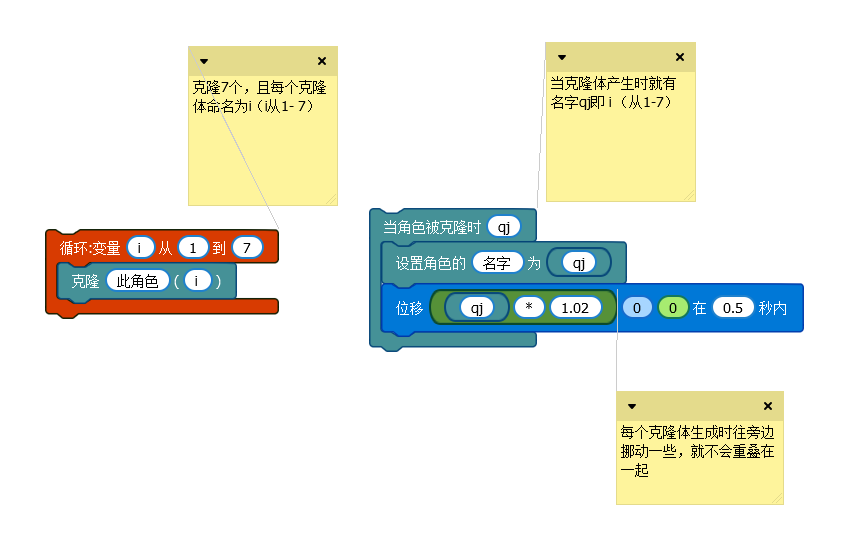 克隆7个，且每个克隆
体命名为i（i从1- 7）
当克隆体产生时就有
名字qj即 i （从1-7）
循环:变量 i 从 1 到 7
克隆 此角色 ( i )
当角色被克隆时 qj
设置角色的 名字 为 qj
位移 qj * 1.02 0 0 在 0.5 秒内
每个克隆体生成时往旁边
挪动一些，就不会重叠在
一起